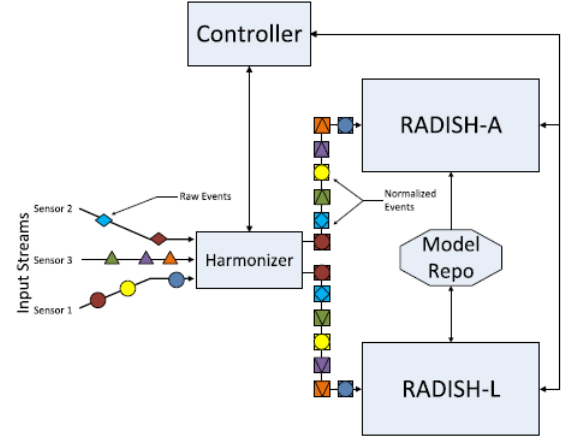 Controller
RADISH-A
Raw Events
Normalized
Events
Sensor 2
Input Streams
Sensor 3
Harmonizer
Model
Repo
Sensor 1
RADISH-L